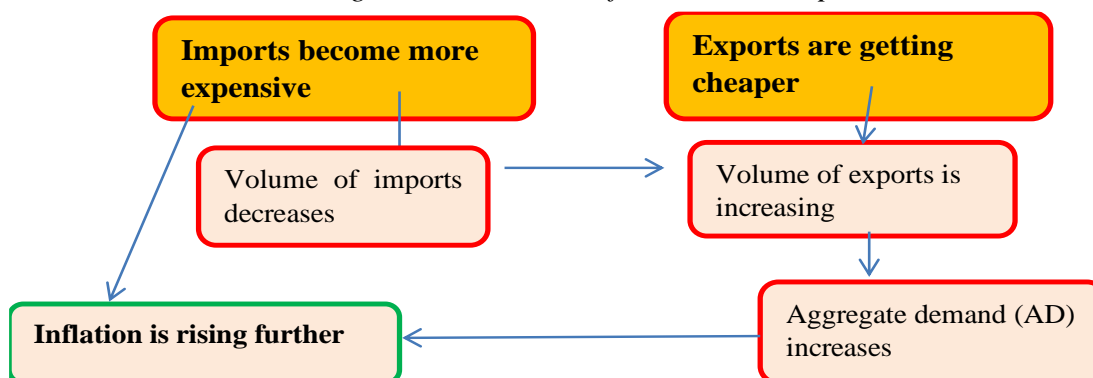 Imports become more
expensive
Exports are getting
cheaper
Volume of imports
decreases
Volume of exports is
increasing
Inflation is rising further
Aggregate demand (AD)
increases